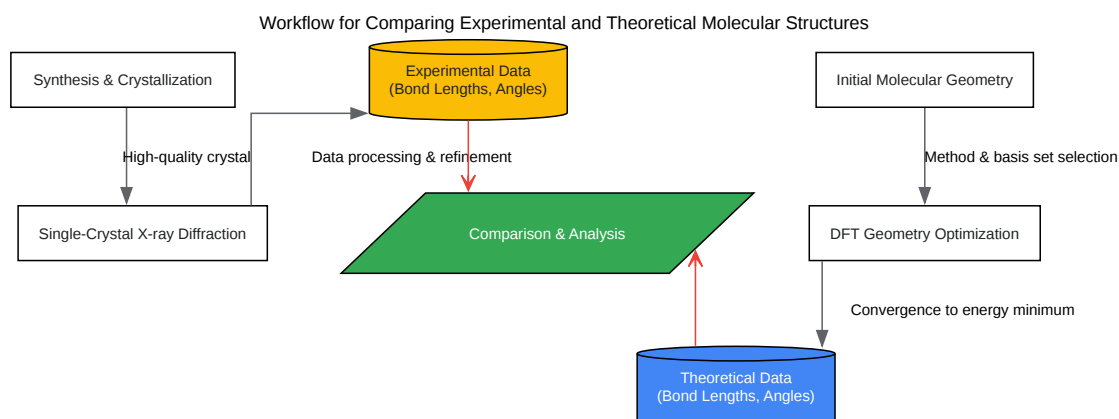 Workflow for Comparing Experimental and Theoretical Molecular Structures
Synthesis & Crystallization
Experimental Data
(Bond Lengths, Angles)
Initial Molecular Geometry
High-quality crystal
Data processing & refinement
Method & basis set selection
Single-Crystal X-ray Diffraction
Comparison & Analysis
DFT Geometry Optimization
Convergence to energy minimum
Theoretical Data
(Bond Lengths, Angles)